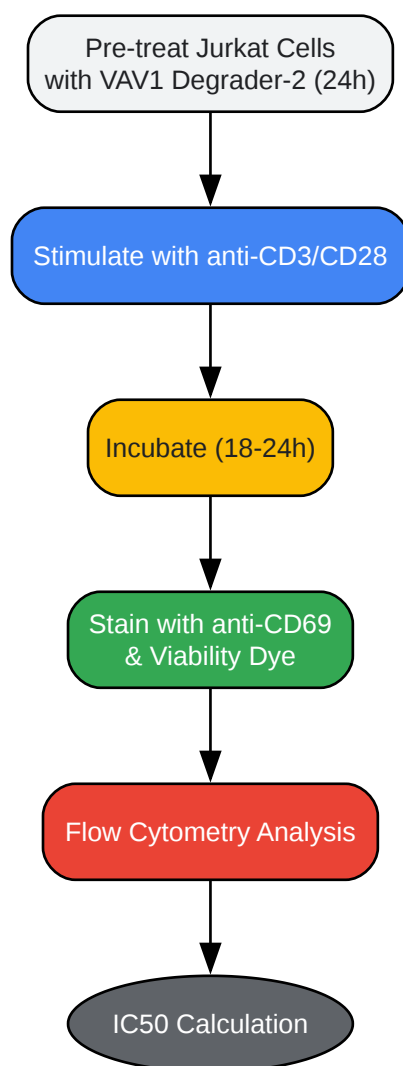 Pre-treat Jurkat Cells
with VAV1 Degrader-2 (24h)
Stimulate with anti-CD3/CD28
Incubate (18-24h)
Stain with anti-CD69
& Viability Dye
Flow Cytometry Analysis
IC50 Calculation